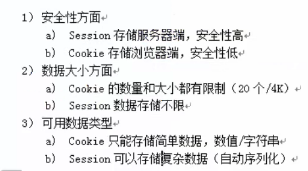 1) 安全性方面
a) Session 存储服务器端，安全性高
b) Cookie 存储浏览器端，安全性低
2) 数据大小方面
a) Cookie 的数量和大小都有限制（20 个/4K）
b) Session 数据存储不限
3) 可用数据类型
a) Cookie 只能存储简单数据，数值/字符串
b) Session 可以存储复杂数据（自动序列化）